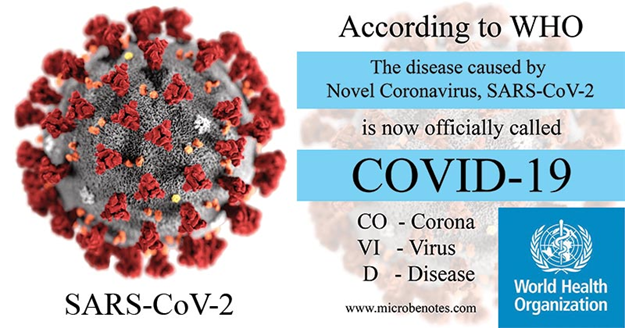 According to WHO
The disease caused by
Novel Coronavirus, SARS-CoV-2
is now officially called
COVID-19
CO - Corona
VI - Virus
D - Disease
www.microbenotes.com
World Health
Organization
SARS-CoV-2